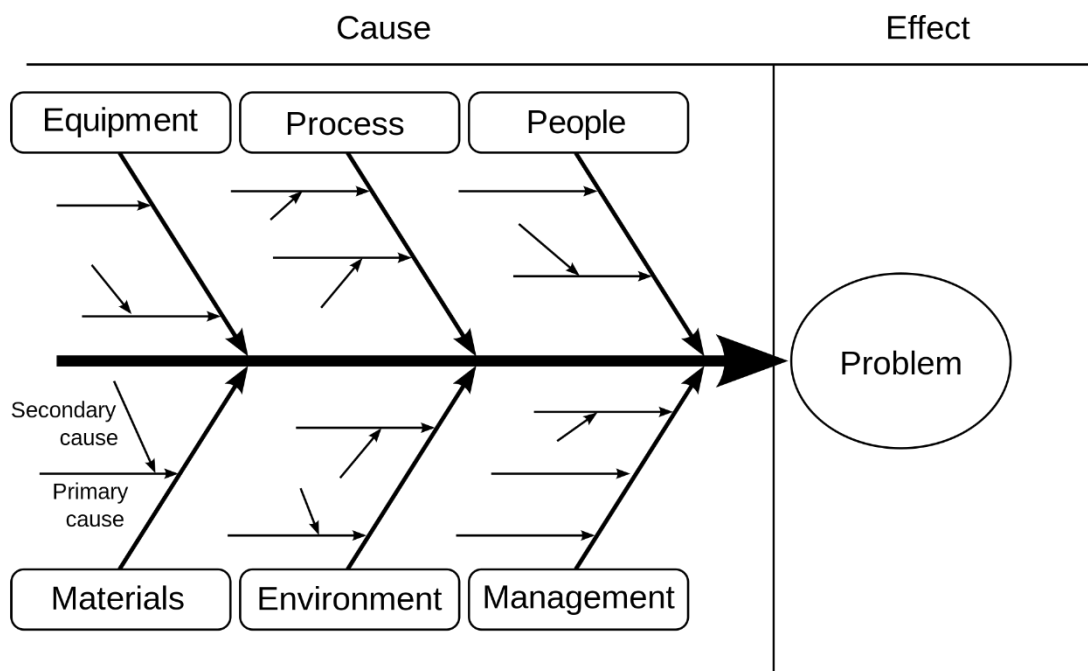 Cause
Effect
Equipment
Process
People
Problem
Secondary
cause
Primary
cause
Materials
Environment
Management